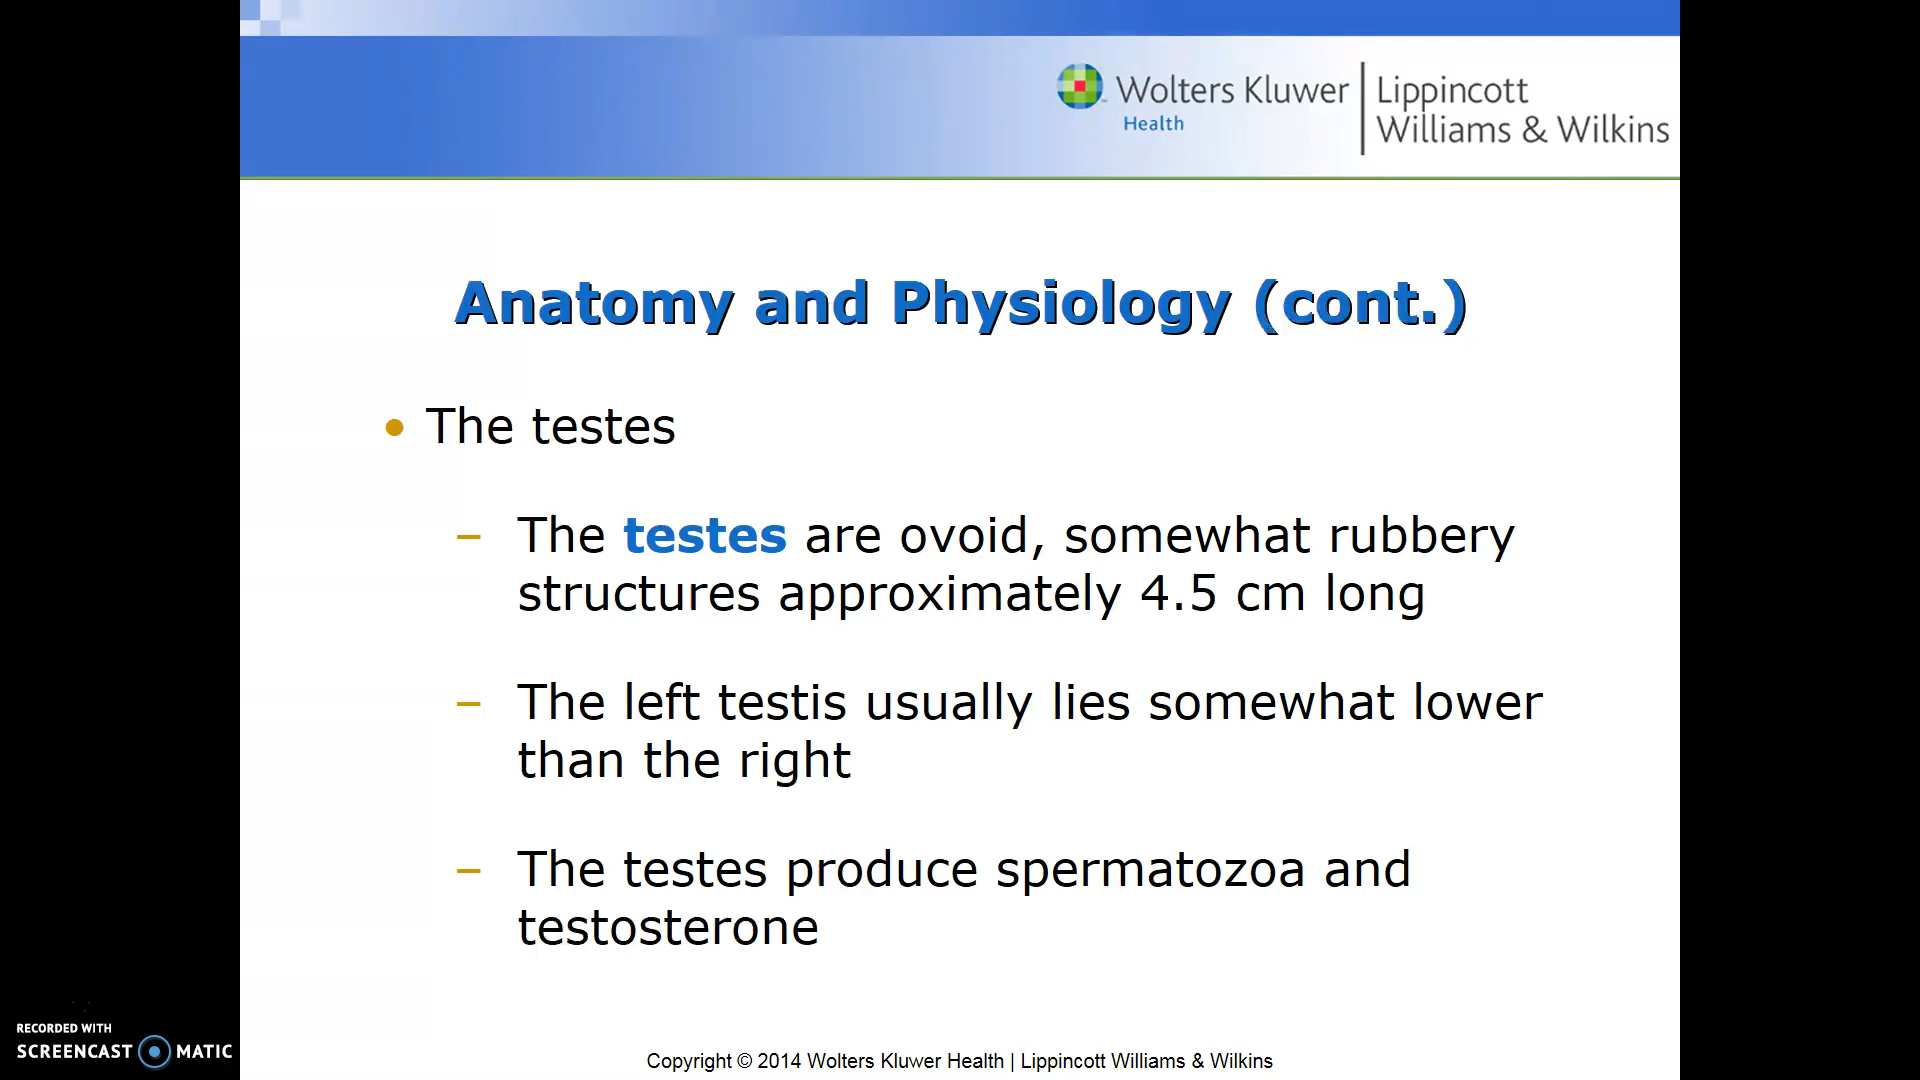 Wolters Kluwer
Health
Lippincott
Williams & Wilkins
Anatomy and Physiology (cont.)
• The testes
– The testes are ovoid, somewhat rubbery
structures approximately 4.5 cm long
– The left testis usually lies somewhat lower
than the right
– The testes produce spermatozoa and
testosterone
RECORDED WITH
SCREENCAST MATIC
Copyright © 2014 Wolters Kluwer Health | Lippincott Williams & Wilkins